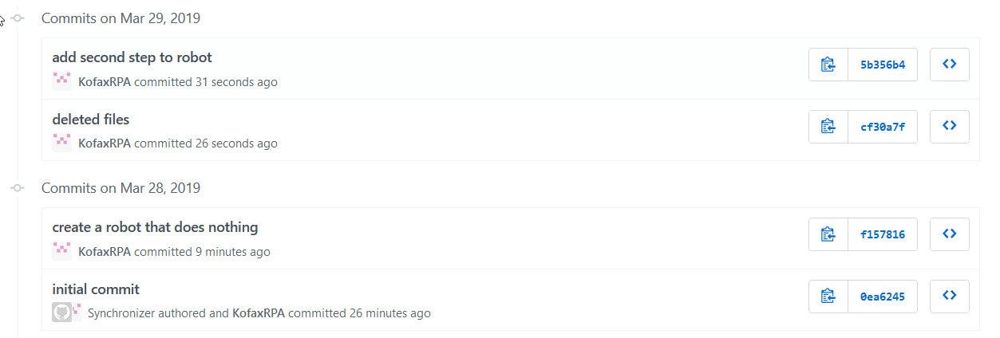 Commits on Mar 29, 2019
add second step to robot
5b356b4
KofaxRPA committed 31 seconds ago
deleted files
cf30a7f
KofaxRPA committed 26 seconds ago
Commits on Mar 28, 2019
create a robot that does nothing
f157816
KofaxRPA committed 9 minutes ago
initial commit
0ea6245
Synchronizer authored and KofaxRPA committed 26 minutes ago